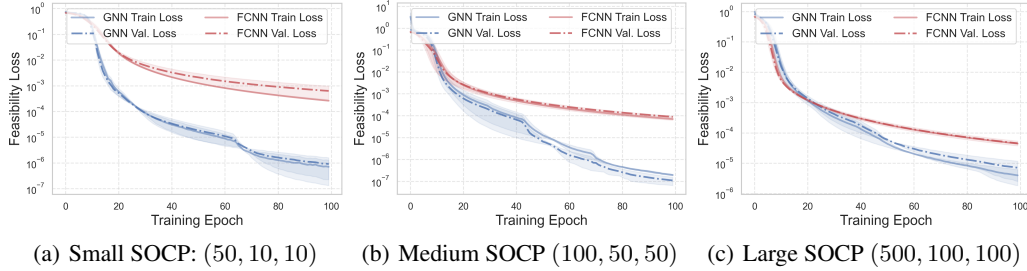 GNN Train Loss
GNN Val. Loss
FCNN Train Loss
FCNN Val. Loss
Feasibility Loss
10^0
10^-1
10^-2
10^-3
10^-4
10^-5
10^-6
10^-7
0 20 40 60 80 100
Training Epoch
(a) Small SOCP: (50, 10, 10)
GNN Train Loss
GNN Val. Loss
FCNN Train Loss
FCNN Val. Loss
Feasibility Loss
10^1
10^0
10^-1
10^-2
10^-3
10^-4
10^-5
10^-6
10^-7
0 20 40 60 80 100
Training Epoch
(b) Medium SOCP (100, 50, 50)
GNN Train Loss
GNN Val. Loss
FCNN Train Loss
FCNN Val. Loss
Feasibility Loss
10^1
10^0
10^-1
10^-2
10^-3
10^-4
10^-5
10^-6
0 20 40 60 80 100
Training Epoch
(c) Large SOCP (500, 100, 100)